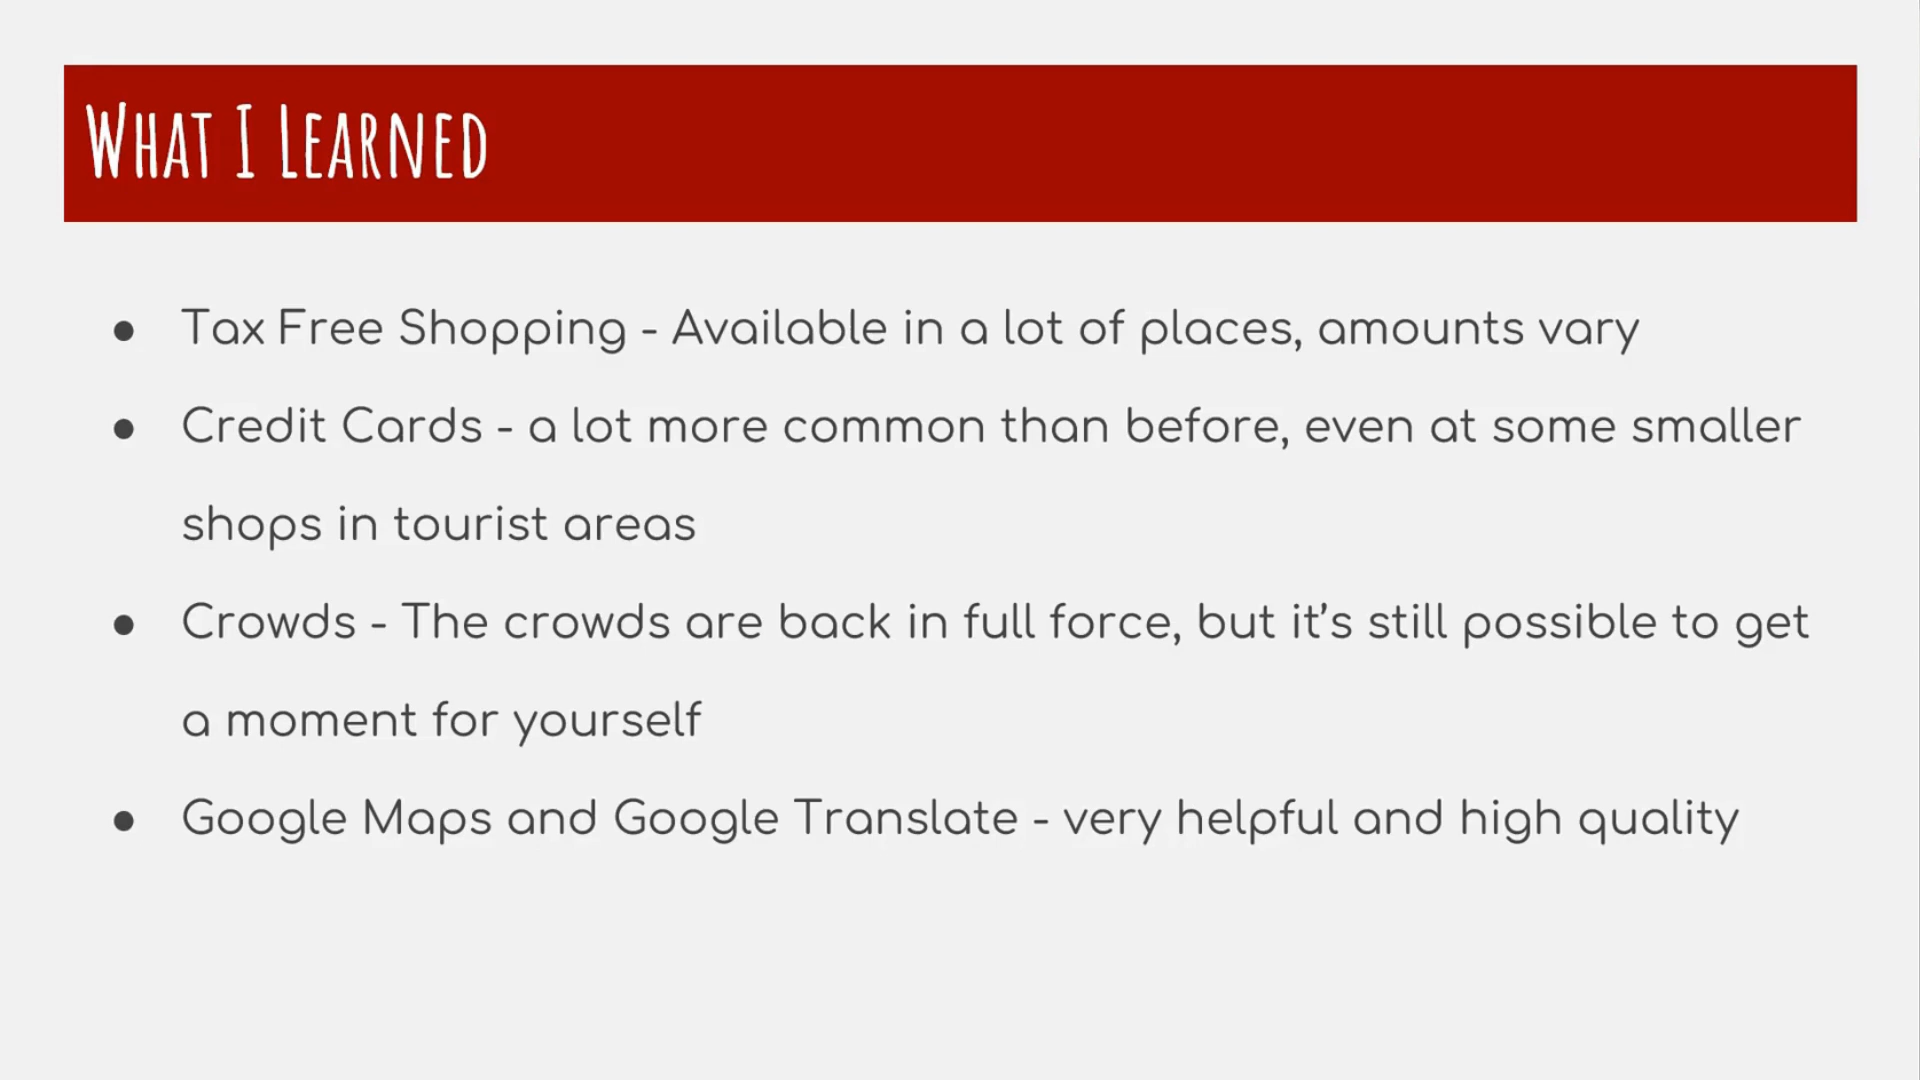 What I Learned
● Tax Free Shopping - Available in a lot of places, amounts vary
● Credit Cards - a lot more common than before, even at some smaller
shops in tourist areas
● Crowds - The crowds are back in full force, but it’s still possible to get
a moment for yourself
● Google Maps and Google Translate - very helpful and high quality